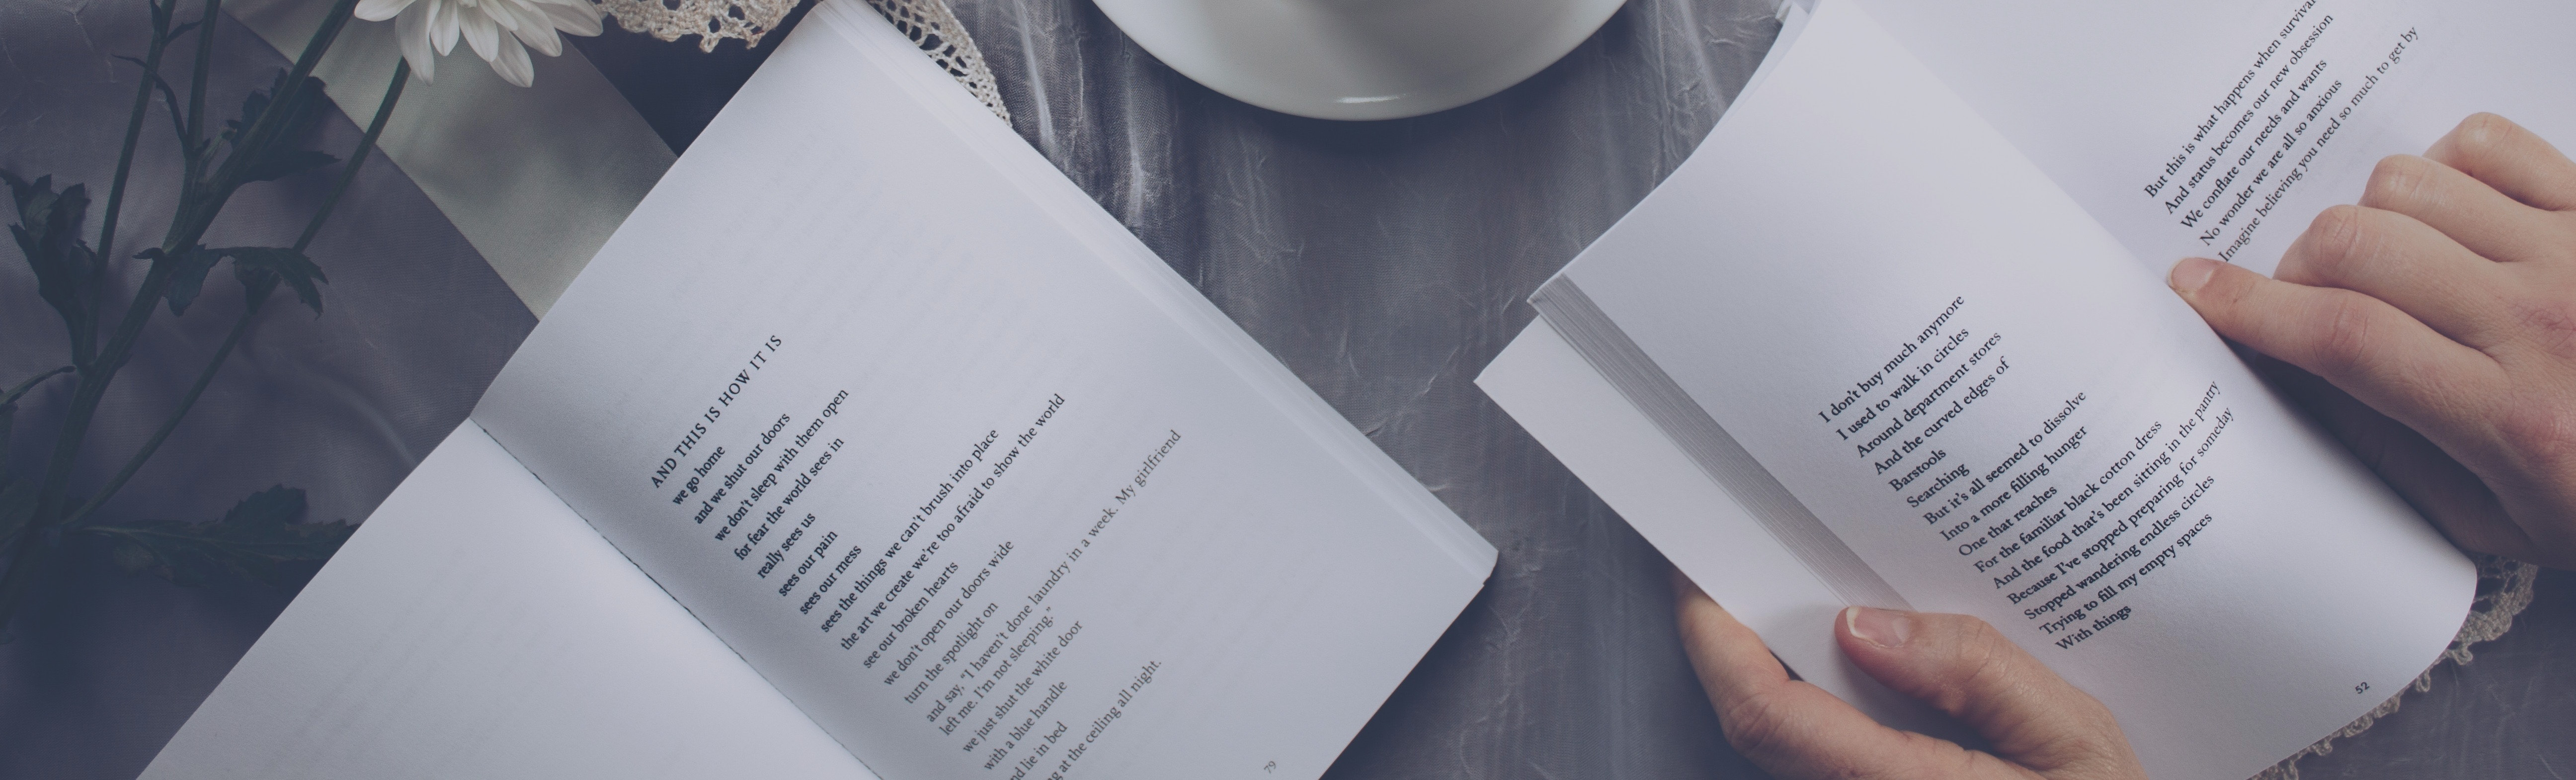 AND THIS IS HOW IT IS
we go home
and we shut our doors
we don't sleep with them open
for fear the world sees in
really sees us
sees our pain
sees our mess
sees the things we can't brush into place
the art we create we're too afraid to show the world
see our broken hearts
we don't open our doors wide
turn the spotlight on
and say, "I haven't done laundry in a week. My girlfriend
left me. I'm not sleeping."
we just shut the white door
with a blue handle
lie in bed
at the ceiling all night.
79
I don't buy much anymore
I used to walk in circles
Around department stores
And the curved edges of
Barstools
Searching
But it's all seemed to dissolve
Into a more filling hunger
One that reaches
For the familiar black cotton dress
And the food that's been sitting in the pantry
Because I've stopped preparing for someday
Stopped wandering endless circles
Trying to fill my empty spaces
With things
52
But this is what happens when survival
And status becomes our new obsession
We conflate our needs and wants
No wonder we are all so anxious
Imagine believing you need so much to get by